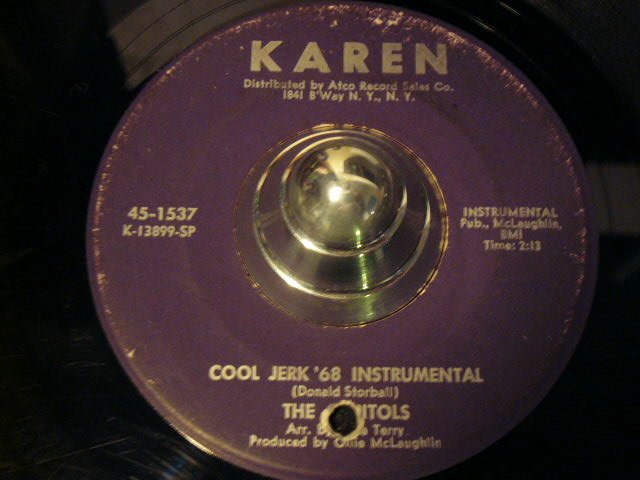 KAREN
Distributed by Atco Record Sales Co.
1841 B'Way N. Y., N. Y.
45-1537
K-13899-SP
INSTRUMENTAL
Pub., McLaughlin,
BMI
Time: 2:13
COOL JERK '68 INSTRUMENTAL
(Donald Storball)
THE
Arr. Terry
Produced by Ollie McLaughlin